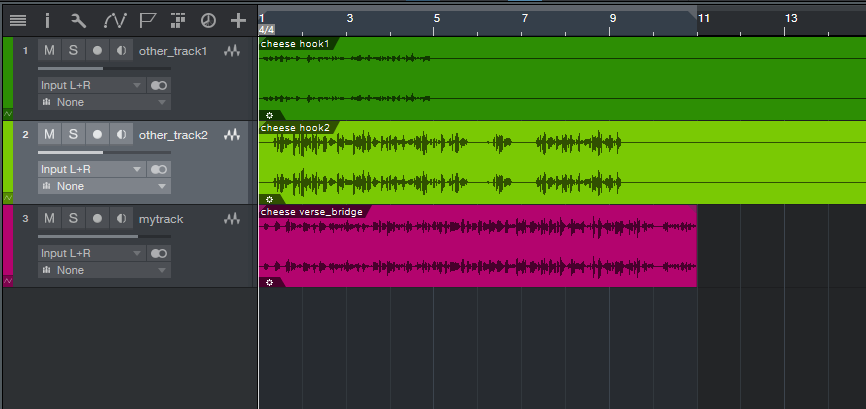 1 3 5 7 9 11 13
4/4
1 M S other_track1
Input L+R
None
cheese hook1
2 M S other_track2
Input L+R
None
cheese hook2
3 M S mytrack
Input L+R
None
cheese verse_bridge